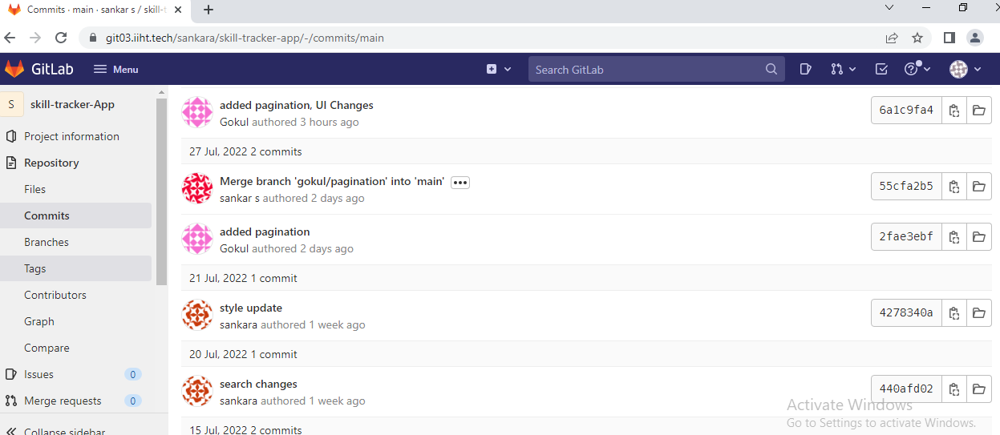 Commits · main · sankar s / skill-t
git03.iiht.tech/sankara/skill-tracker-app/-/commits/main
GitLab
Menu
Search GitLab
S
skill-tracker-App
Project information
Repository
Files
Commits
Branches
Tags
Contributors
Graph
Compare
Issues 0
Merge requests 0
Collapse sidebar
added pagination, UI Changes
Gokul authored 3 hours ago
6a1c9fa4
27 Jul, 2022 2 commits
Merge branch 'gokul/pagination' into 'main'
sankar s authored 2 days ago
55cfa2b5
added pagination
Gokul authored 2 days ago
2fae3ebf
21 Jul, 2022 1 commit
style update
sankara authored 1 week ago
4278340a
20 Jul, 2022 1 commit
search changes
sankara authored 1 week ago
440afd02
15 Jul, 2022 2 commits
Activate Windows
Go to Settings to activate Windows.